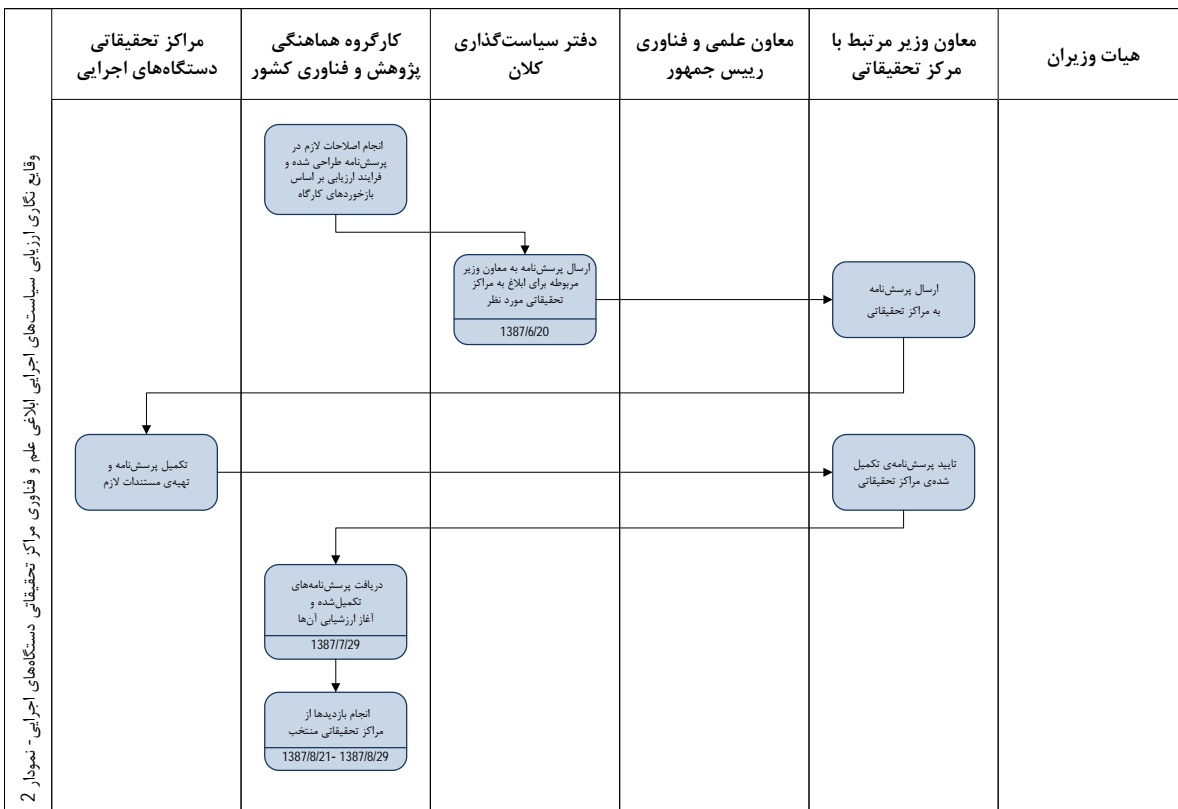 هیات وزیران
معاون وزیر مرتبط با
مرکز تحقیقاتی
معاون علمی و فناوری
رییس جمهور
دفتر سیاست‌گذاری
کلان
کارگروه هماهنگی
پژوهش و فناوری کشور
مراکز تحقیقاتی
دستگاه‌های اجرایی
وقایع نگاری ارزیابی سیاست‌های اجرایی ابلاغی علم و فناوری مراکز تحقیقاتی دستگاه‌های اجرایی- نمودار 2
انجام اصلاحات لازم در
پرسش‌نامه طراحی شده و
فرایند ارزیابی بر اساس
بازخوردهای کارگاه
ارسال پرسش‌نامه به معاون وزیر
مربوطه برای ابلاغ به مراکز
تحقیقاتی مورد نظر
1387/6/20
ارسال پرسش‌نامه
به مراکز تحقیقاتی
تکمیل پرسش‌نامه و
تهیه‌ی مستندات لازم
تایید پرسش‌نامه‌ی تکمیل
شده‌ی مراکز تحقیقاتی
دریافت پرسش‌نامه‌های
تکمیل‌شده و
آغاز ارزشیابی آن‌ها
1387/7/29
انجام بازدیدها از
مراکز تحقیقاتی منتخب
1387/8/21- 1387/8/29